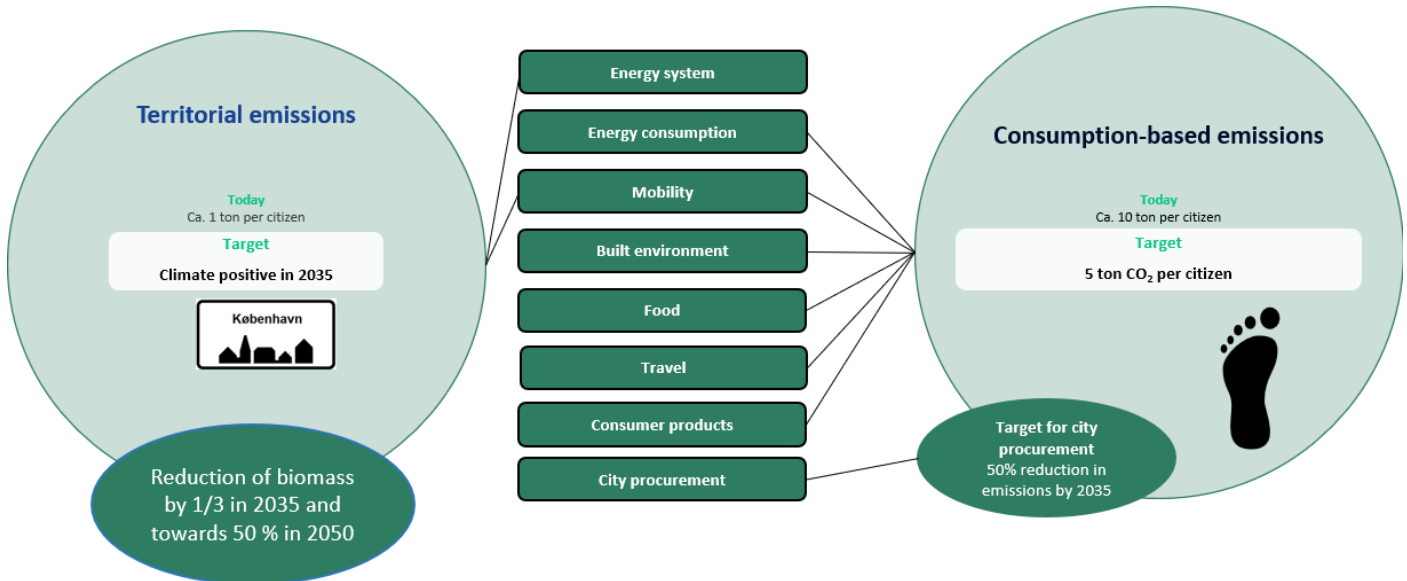 Territorial emissions
Today
Ca. 1 ton per citizen
Target
Climate positive in 2035
København
Reduction of biomass
by 1/3 in 2035 and
towards 50 % in 2050
Energy system
Energy consumption
Mobility
Built environment
Food
Travel
Consumer products
City procurement
Consumption-based emissions
Today
Ca. 10 ton per citizen
Target
5 ton CO₂ per citizen
Target for city
procurement
50% reduction in
emissions by 2035